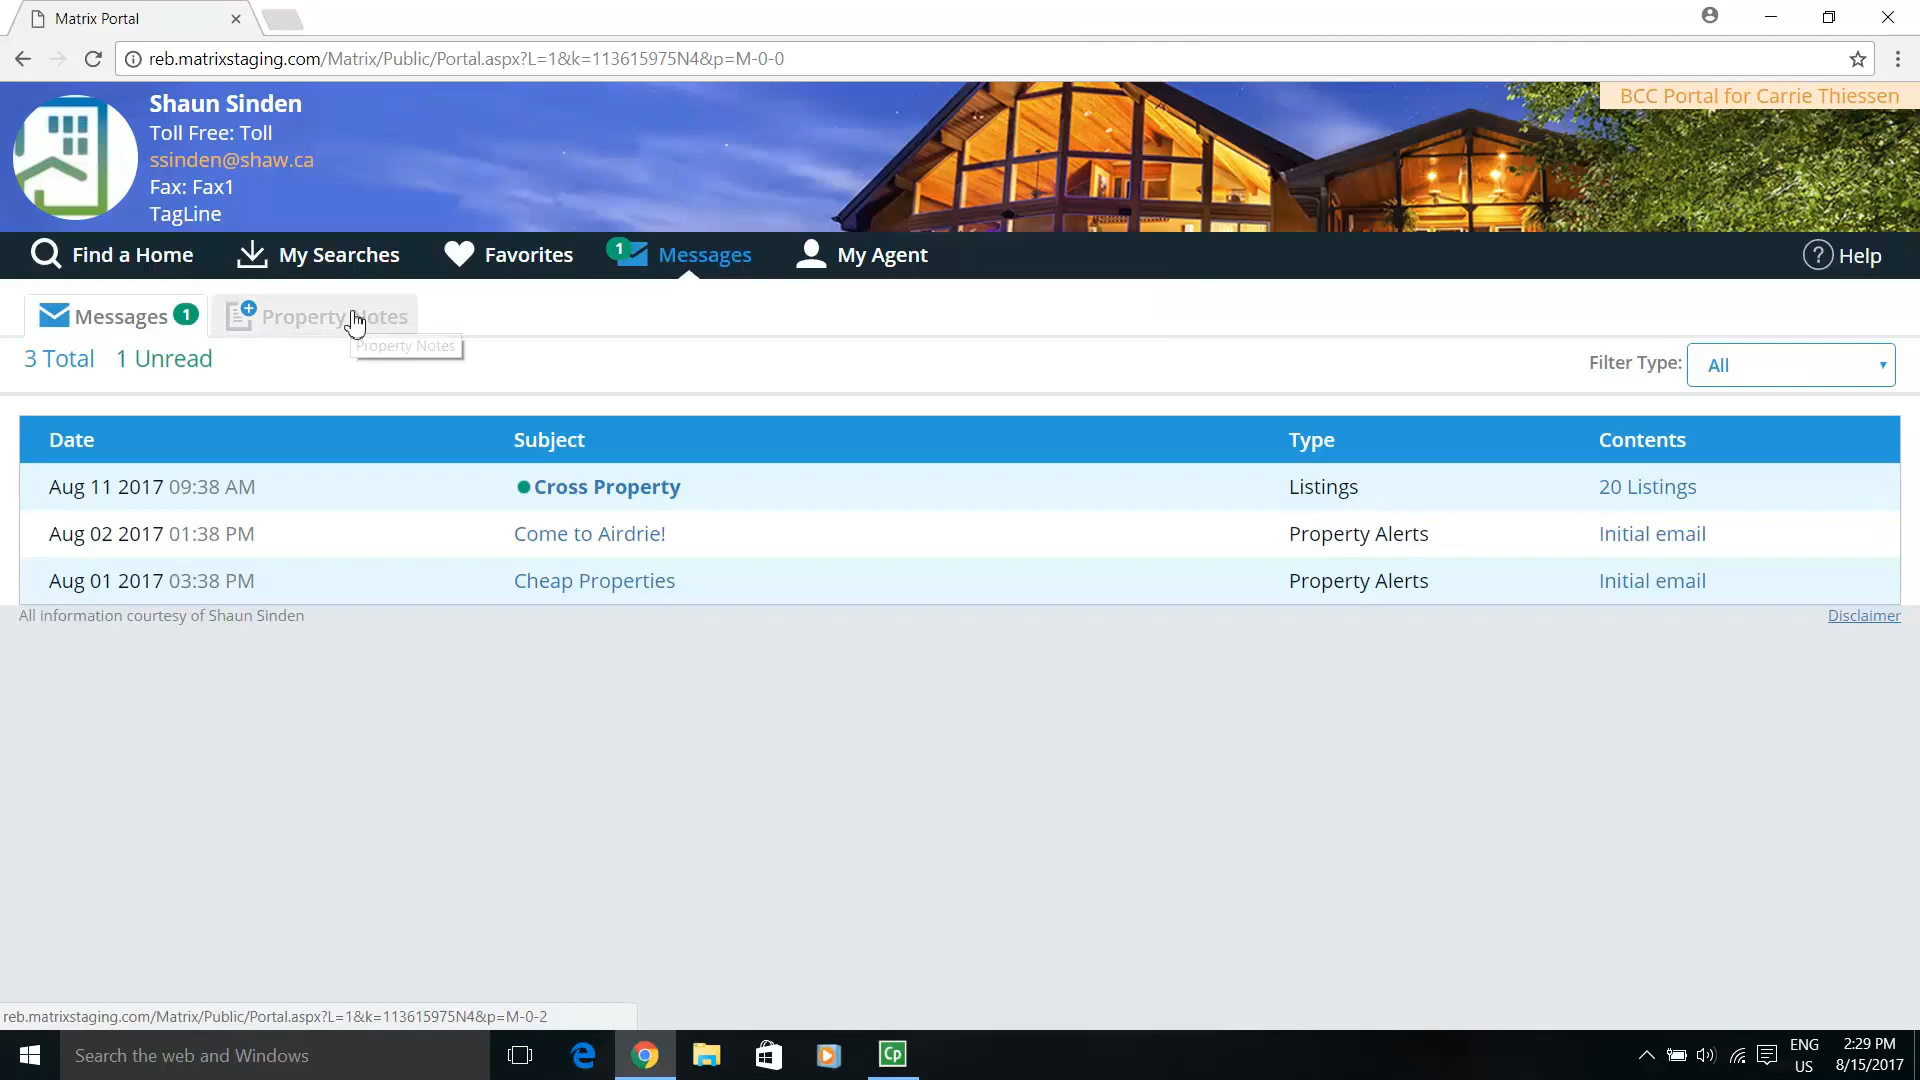 Matrix Portal
reb.matrixstaging.com/Matrix/Public/Portal.aspx?L=1&k=113615975N4&p=M-0-0
BCC Portal for Carrie Thiessen
Shaun Sinden
Toll Free: Toll
ssinden@shaw.ca
Fax: Fax1
TagLine
Find a Home
My Searches
Favorites
1
Messages
My Agent
? Help
Messages 1
Property Notes
Property Notes
3 Total 1 Unread
Filter Type: All
Date Subject Type Contents
Aug 11 2017 09:38 AM Cross Property Listings 20 Listings
Aug 02 2017 01:38 PM Come to Airdrie! Property Alerts Initial email
Aug 01 2017 03:38 PM Cheap Properties Property Alerts Initial email
All information courtesy of Shaun Sinden Disclaimer
reb.matrixstaging.com/Matrix/Public/Portal.aspx?L=1&k=113615975N4&p=M-0-2
Search the web and Windows
Cp
ENG
US
2:29 PM
8/15/2017